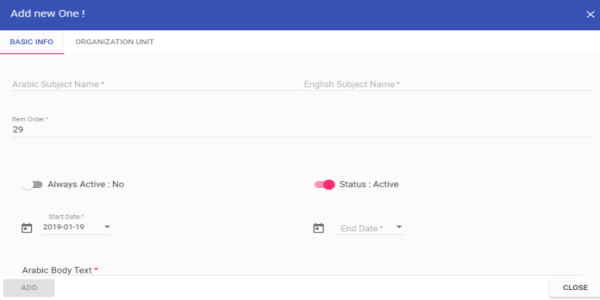 Add new One !
BASIC INFO ORGANIZATION UNIT
Arabic Subject Name * English Subject Name *
Item Order *
29
Always Active : No Status : Active
Start Date *
2019-01-19 End Date *
Arabic Body Text *
ADD CLOSE